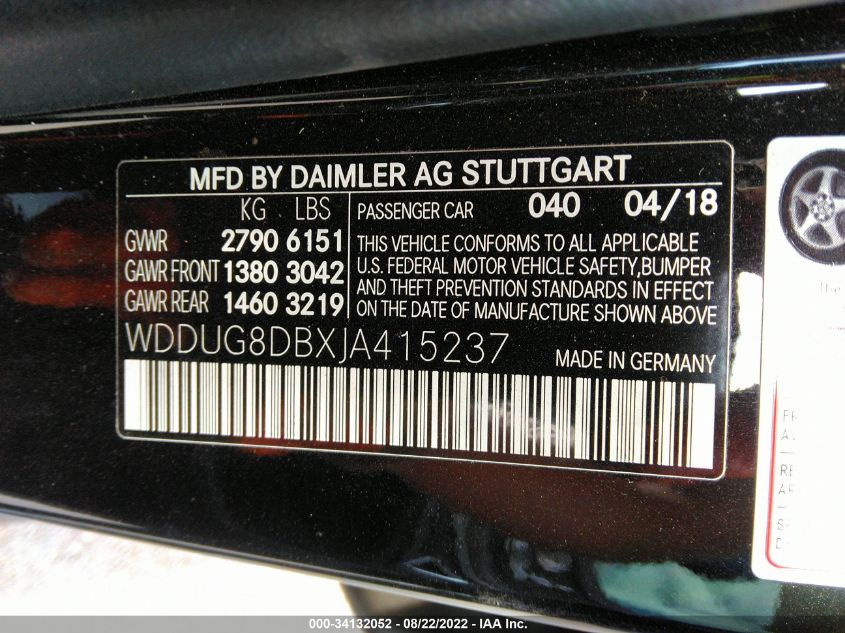 MFD BY DAIMLER AG STUTTGART
KG LBS
GVWR 2790 6151
GAWR FRONT 1380 3042
GAWR REAR 1460 3219
PASSENGER CAR 040 04/18
THIS VEHICLE CONFORMS TO ALL APPLICABLE
U.S. FEDERAL MOTOR VEHICLE SAFETY,BUMPER
AND THEFT PREVENTION STANDARDS IN EFFECT
ON THE DATE OF MANUFACTURE SHOWN ABOVE
WDDUG8DBXJA415237 MADE IN GERMANY
The
000-34132052 - 08/22/2022 - IAA Inc.